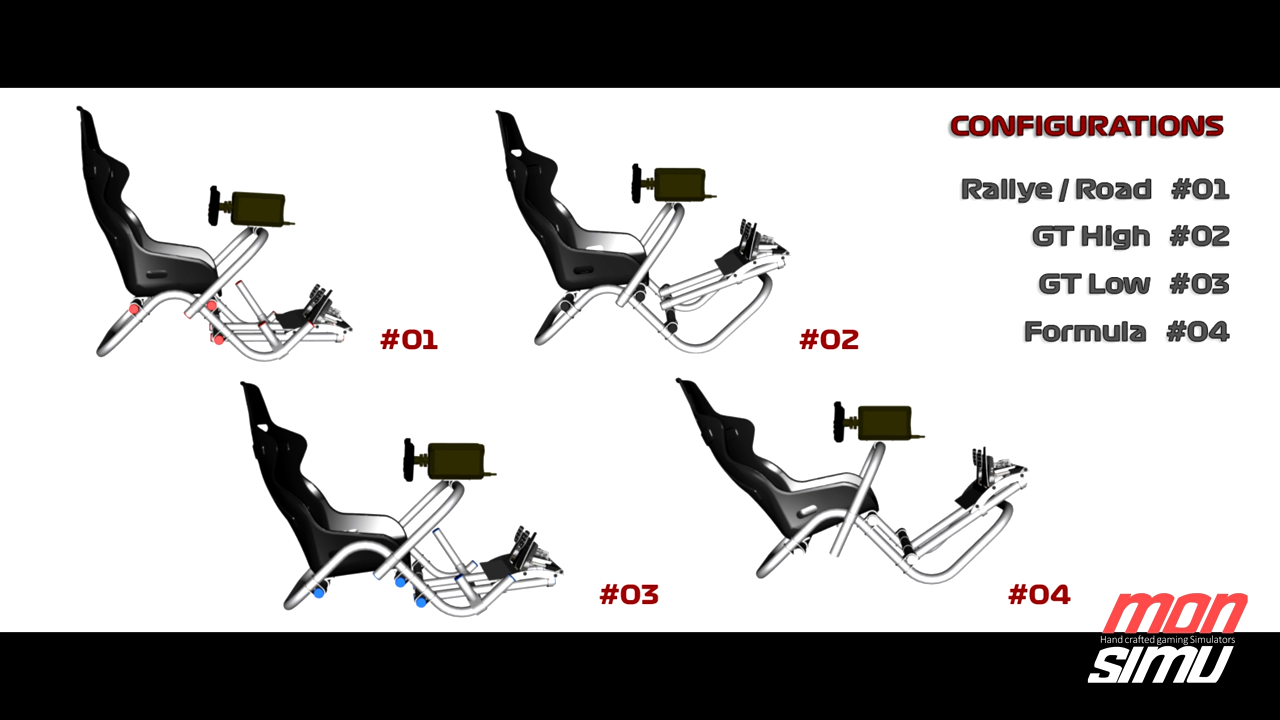 CONFIGURATIONS
Rallye / Road #01
GT High #02
GT Low #03
Formula #04
#01
#02
#03
#04
mon
Hand crafted gaming Simulators
simu